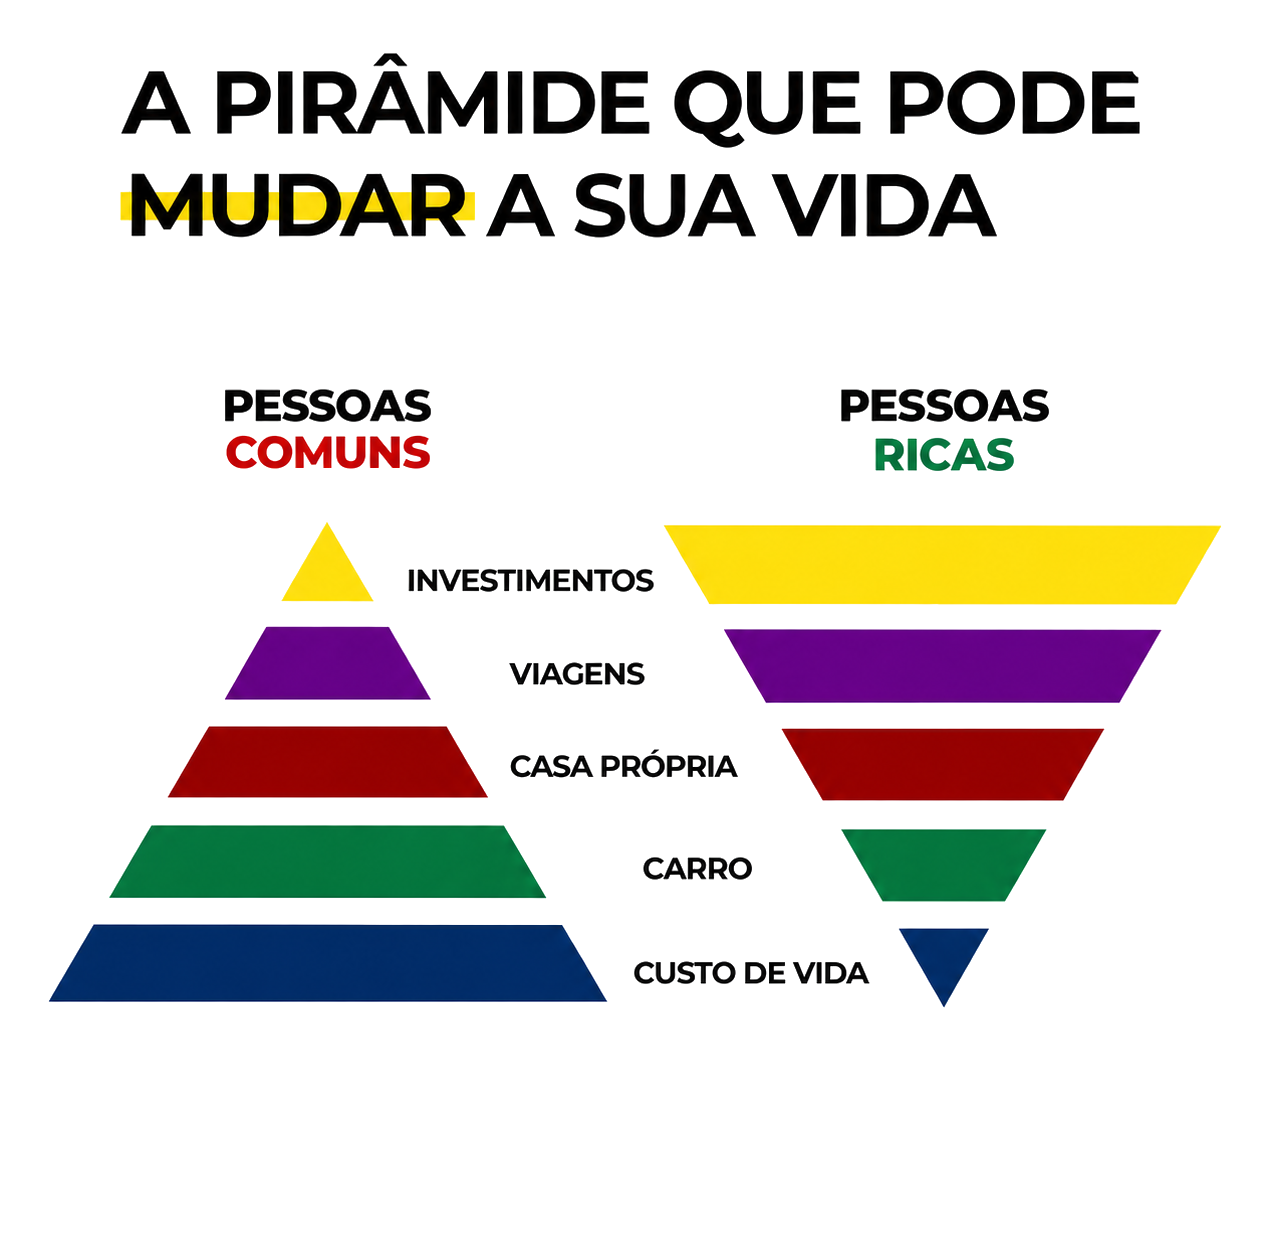 A PIRÂMIDE QUE PODE
MUDAR A SUA VIDA
PESSOAS
COMUNS
PESSOAS
RICAS
INVESTIMENTOS
VIAGENS
CASA PRÓPRIA
CARRO
CUSTO DE VIDA